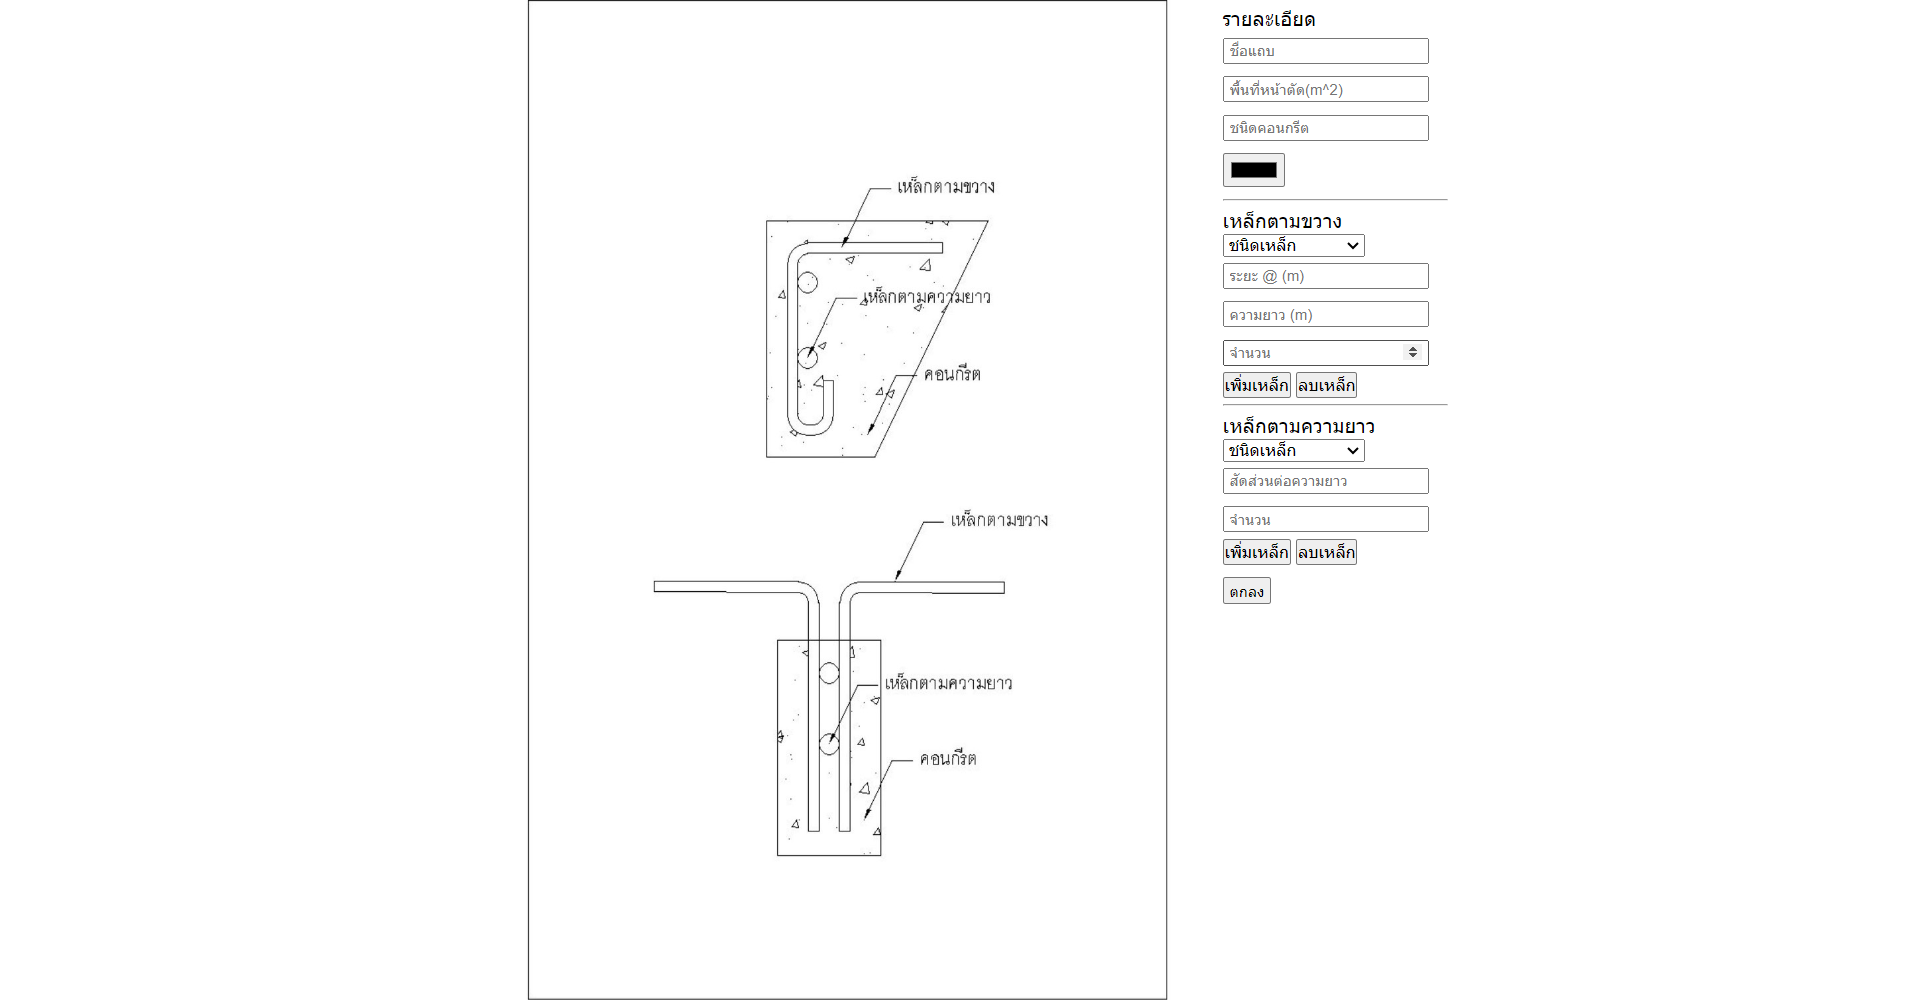 เหล็กตามขวาง
เหล็กตามความยาว
คอนกรีต
เหล็กตามขวาง
เหล็กตามความยาว
คอนกรีต
รายละเอียด
ชื่อแถบ
พื้นที่หน้าตัด(m^2)
ชนิดคอนกรีต
เหล็กตามขวาง
ชนิดเหล็ก
ระยะ @ (m)
ความยาว (m)
จำนวน
เพิ่มเหล็ก ลบเหล็ก
เหล็กตามความยาว
ชนิดเหล็ก
สัดส่วนต่อความยาว
จำนวน
เพิ่มเหล็ก ลบเหล็ก
ตกลง